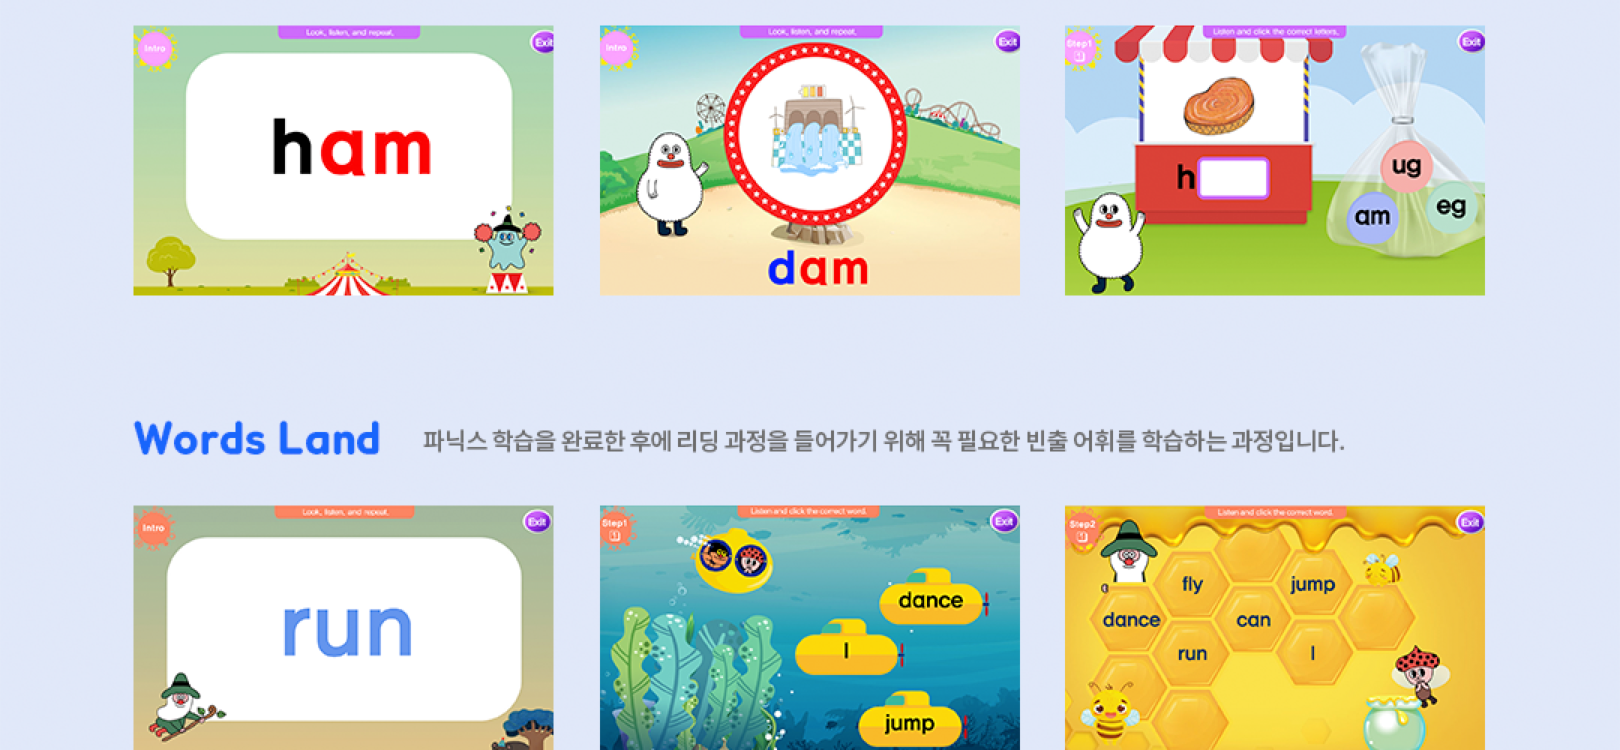 Intro
Look, listen, and repeat.
Exit
ham
Intro
Look, listen, and repeat.
Exit
dam
Step1
1
Listen and click the correct letters.
Exit
h
ug
am
eg
Words Land
파닉스 학습을 완료한 후에 리딩 과정을 들어가기 위해 꼭 필요한 빈출 어휘를 학습하는 과정입니다.
Intro
Look, listen, and repeat.
Exit
run
Step1
1
Listen and click the correct word.
Exit
dance
I
jump
Step2
1
Listen and click the correct word.
Exit
fly
jump
dance
can
run
I